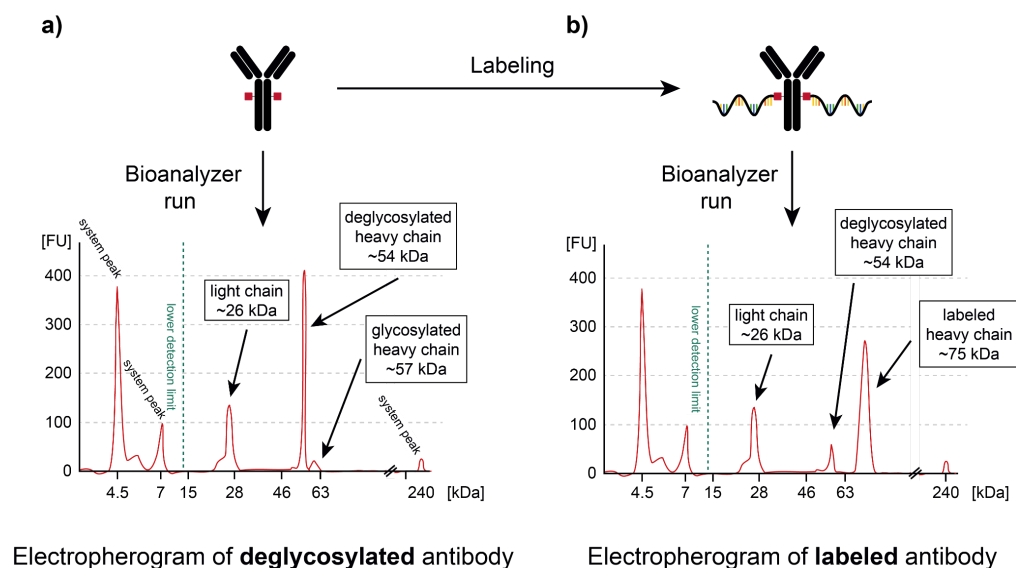 a)
b)
Labeling
Bioanalyzer
run
[FU]
400
300
200
100
0
system peak
system peak
lower detection limit
light chain
~26 kDa
deglycosylated
heavy chain
~54 kDa
glycosylated
heavy chain
~57 kDa
system peak
4.5 7 15 28 46 63 240 [kDa]
Electropherogram of deglycosylated antibody
Bioanalyzer
run
[FU]
400
300
200
100
0
lower detection limit
light chain
~26 kDa
deglycosylated
heavy chain
~54 kDa
labeled
heavy chain
~75 kDa
4.5 7 15 28 46 63 240 [kDa]
Electropherogram of labeled antibody